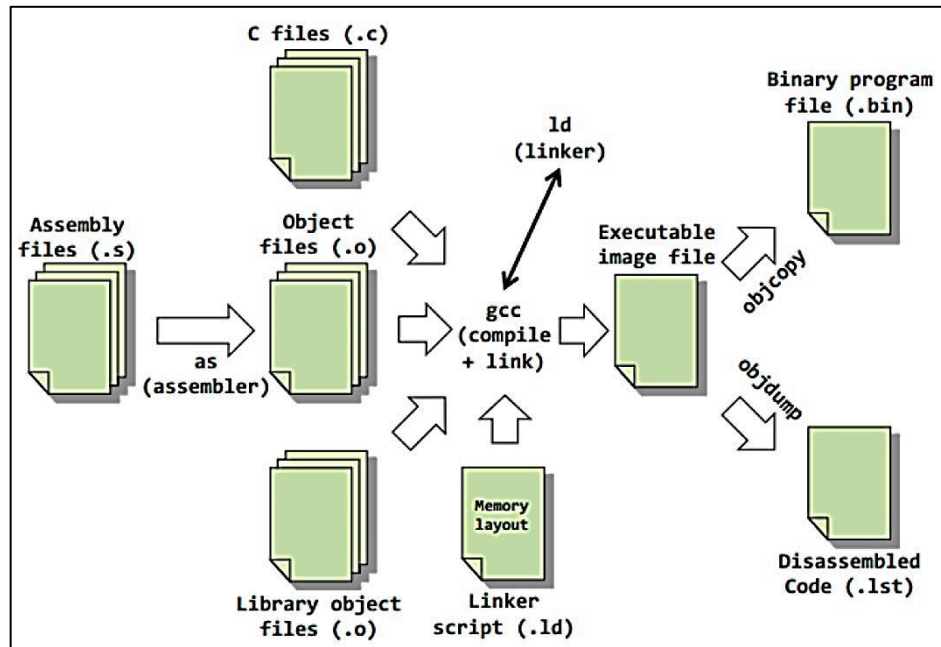 C files (.c)
Binary program
file (.bin)
ld
(linker)
Assembly
files (.s)
Object
files (.o)
Executable
image file
objcopy
gcc
(compile
+ link)
as
(assembler)
objdump
Memory
layout
Library object
files (.o)
Linker
script (.ld)
Disassembled
Code (.lst)